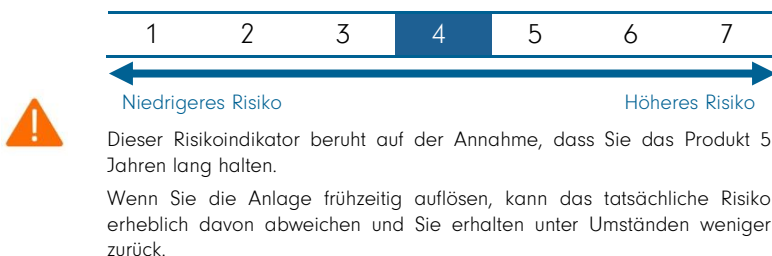 1 2 3 4 5 6 7
Niedrigeres Risiko Höheres Risiko
Dieser Risikoindikator beruht auf der Annahme, dass Sie das Produkt 5
Jahren lang halten.
Wenn Sie die Anlage frühzeitig auflösen, kann das tatsächliche Risiko
erheblich davon abweichen und Sie erhalten unter Umständen weniger
zurück.